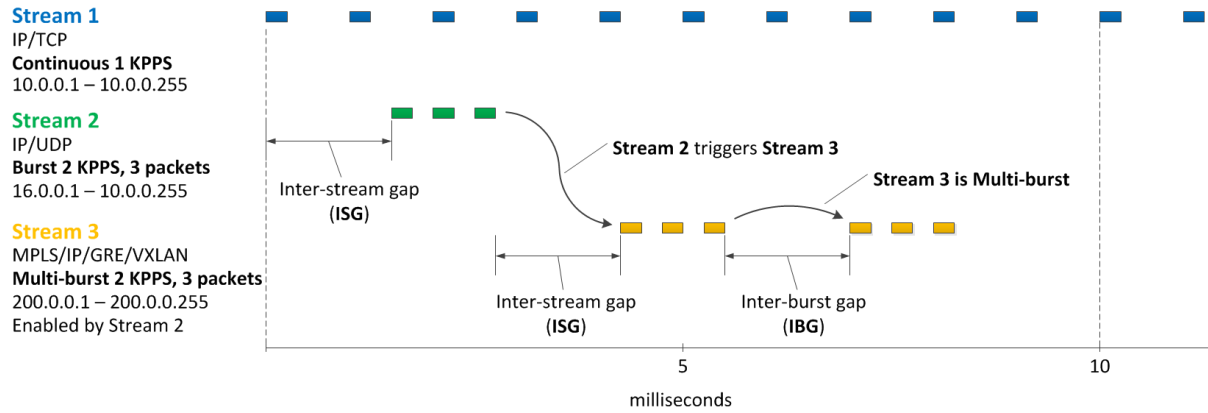 Stream 1
IP/TCP
Continuous 1 KPPS
10.0.0.1 – 10.0.0.255
Stream 2
IP/UDP
Burst 2 KPPS, 3 packets
16.0.0.1 – 10.0.0.255
Stream 3
MPLS/IP/GRE/VXLAN
Multi-burst 2 KPPS, 3 packets
200.0.0.1 – 200.0.0.255
Enabled by Stream 2
Inter-stream gap
(ISG)
Stream 2 triggers Stream 3
Stream 3 is Multi-burst
Inter-stream gap
(ISG)
Inter-burst gap
(IBG)
5
10
milliseconds